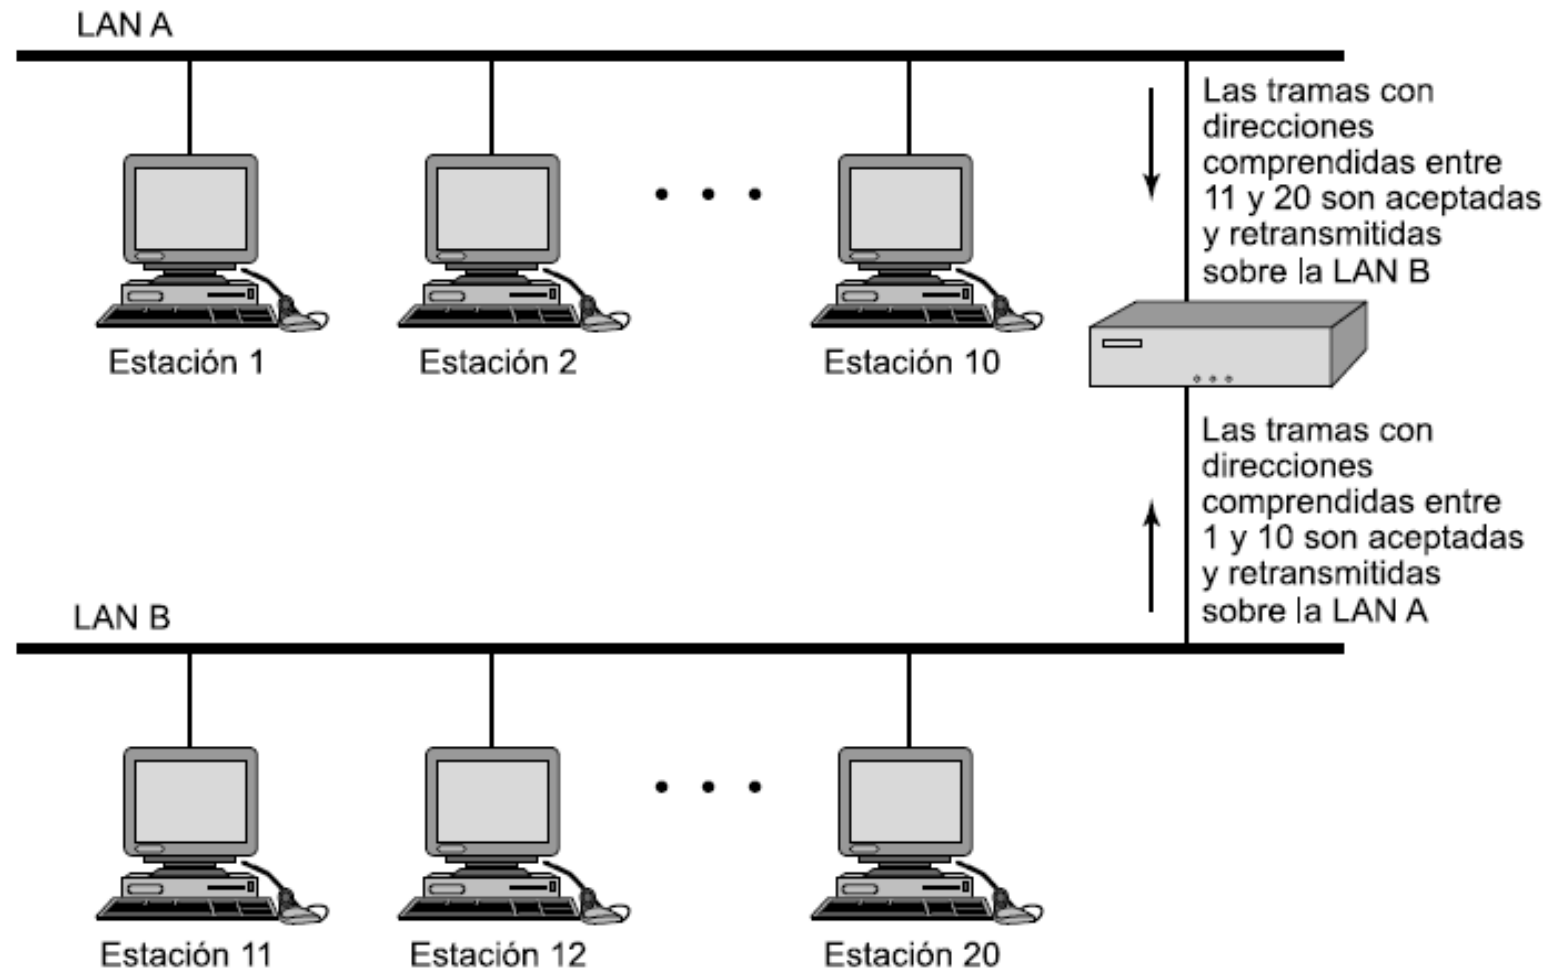 LAN A
Las tramas con
direcciones
comprendidas entre
11 y 20 son aceptadas
y retransmitidas
sobre la LAN B
Estación 1
Estación 2
Estación 10
Las tramas con
direcciones
comprendidas entre
1 y 10 son aceptadas
y retransmitidas
sobre la LAN A
LAN B
Estación 11
Estación 12
Estación 20